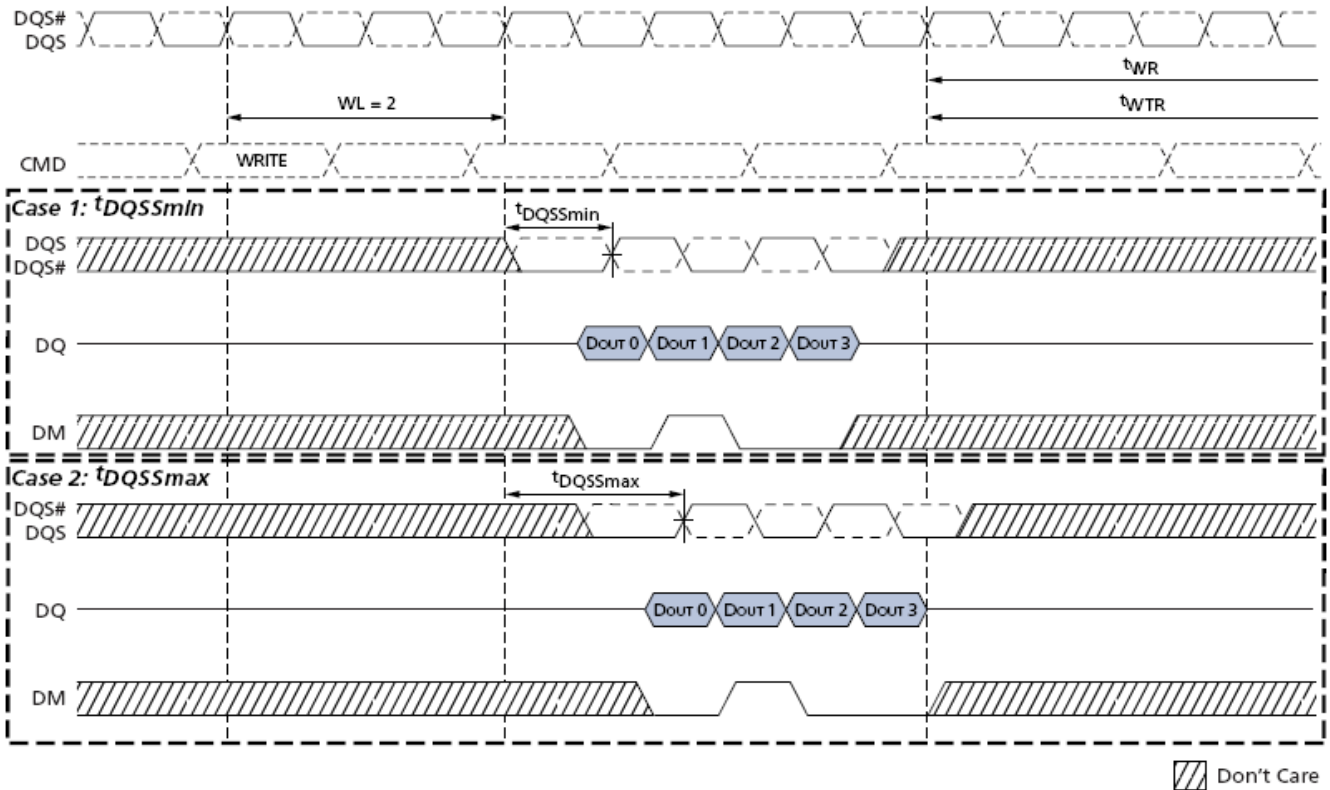 DQS#
DQS
tWR
WL = 2
tWTR
CMD
WRITE
Case 1: tDQSSmin
tDQSSmin
DQS
DQS#
DQ
DOUT 0 DOUT 1 DOUT 2 DOUT 3
DM
Case 2: tDQSSmax
tDQSSmax
DQS#
DQS
DQ
DOUT 0 DOUT 1 DOUT 2 DOUT 3
DM
Don't Care